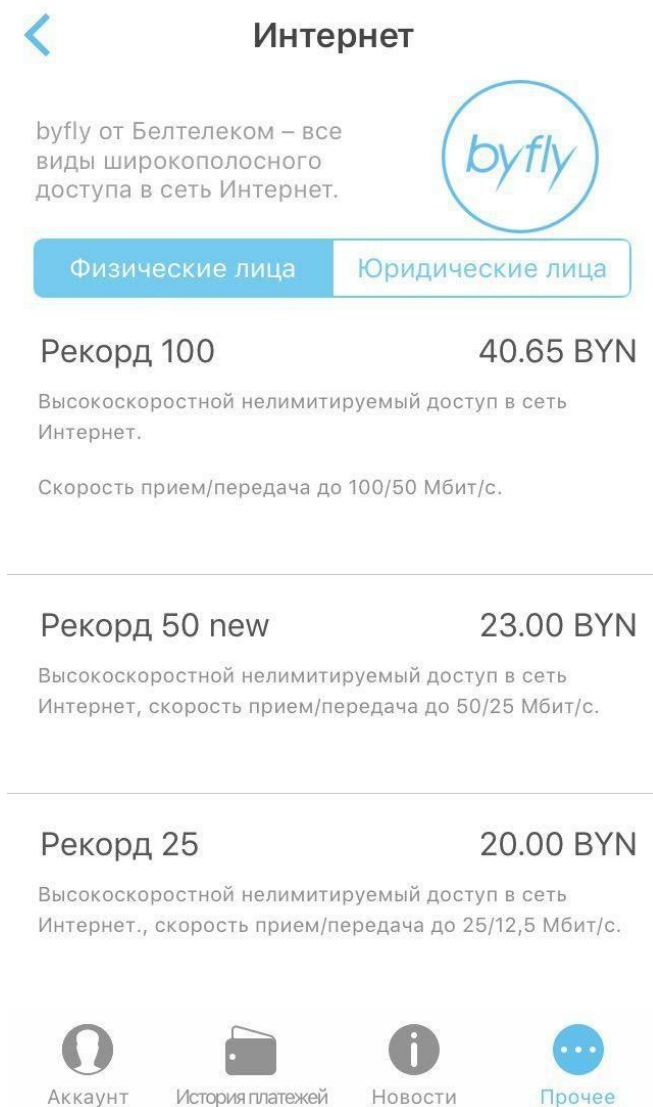 Интернет
byfly от Белтелеком – все
виды широкополосного
доступа в сеть Интернет.
byfly
Физические лица
Юридические лица
Рекорд 100
40.65 BYN
Высокоскоростной нелимитируемый доступ в сеть
Интернет.
Скорость прием/передача до 100/50 Мбит/с.
Рекорд 50 new
23.00 BYN
Высокоскоростной нелимитируемый доступ в сеть
Интернет, скорость прием/передача до 50/25 Мбит/с.
Рекорд 25
20.00 BYN
Высокоскоростной нелимитируемый доступ в сеть
Интернет., скорость прием/передача до 25/12,5 Мбит/с.
Аккаунт
История платежей
Новости
Прочее